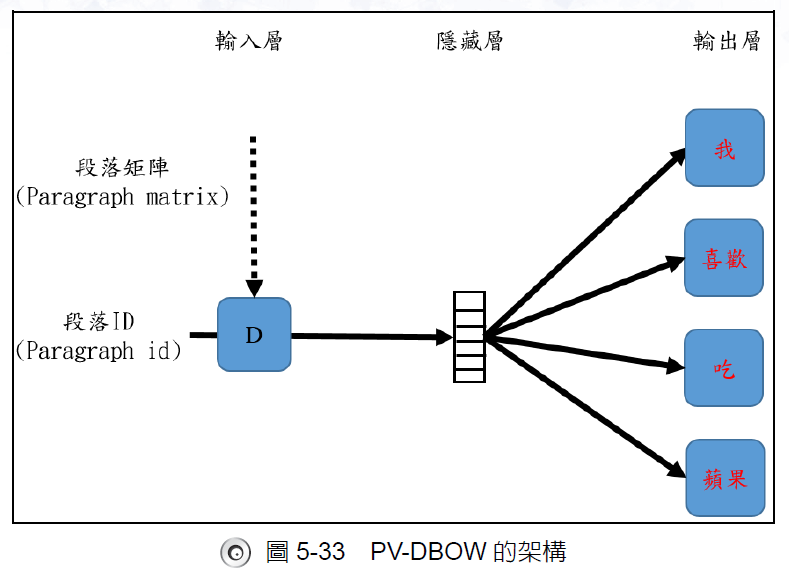 輸入層 隱藏層 輸出層
段落矩陣
(Paragraph matrix)
段落ID
(Paragraph id)
D
我
喜歡
吃
蘋果
圖 5-33 PV-DBOW 的架構